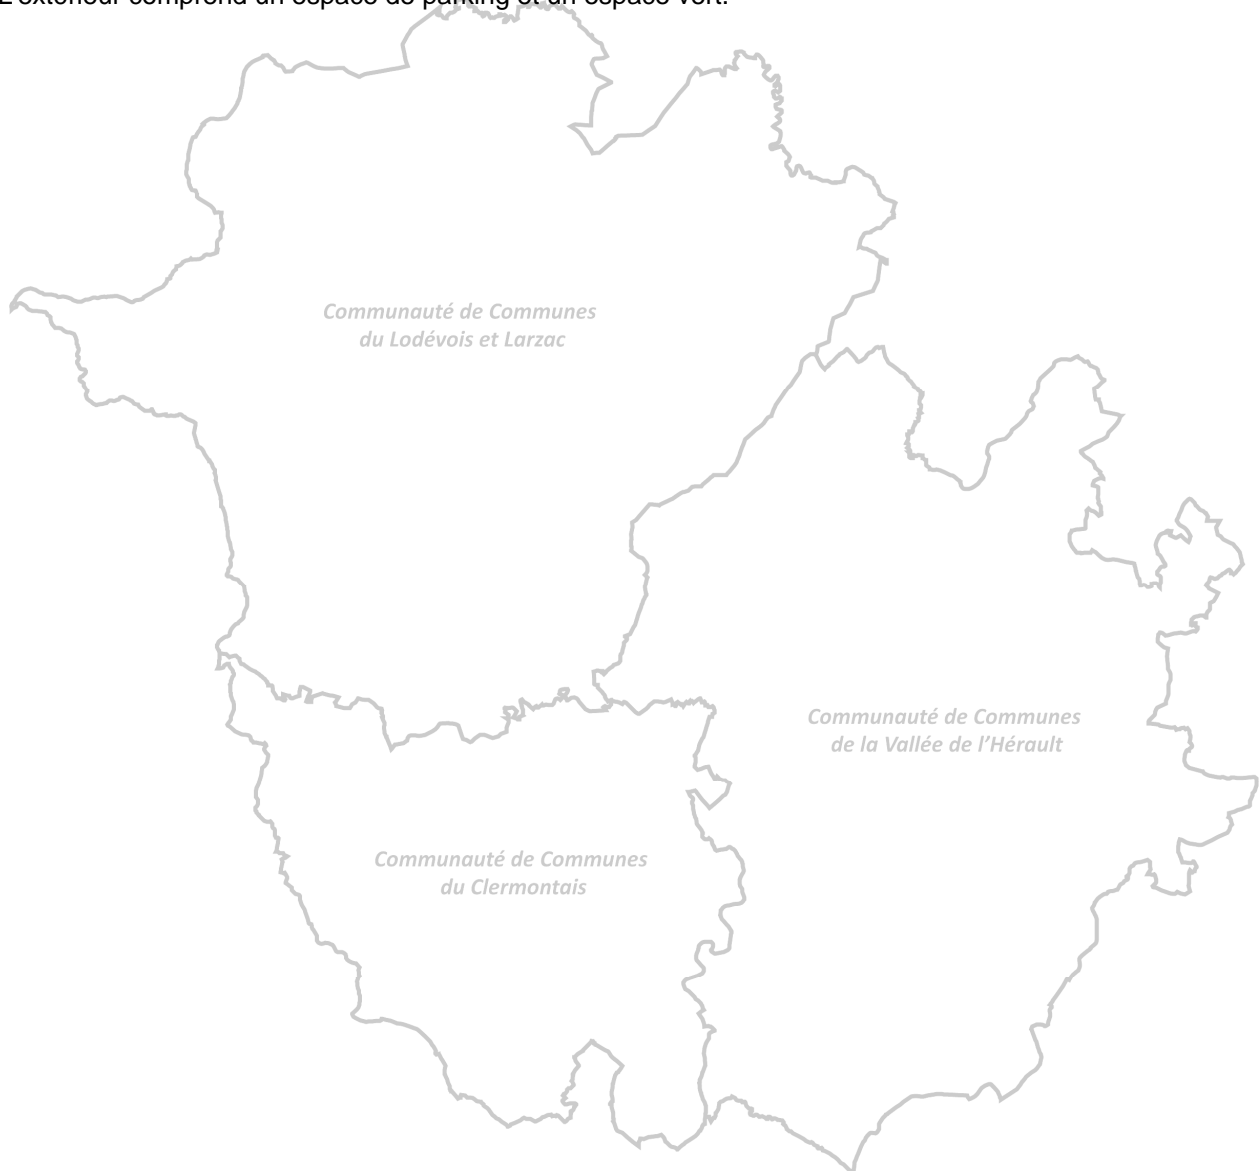 L'extérieur comprend un espace de parking et un espace vert.
Communauté de Communes
du Lodévois et Larzac
Communauté de Communes
de la Vallée de l’Hérault
Communauté de Communes
du Clermontais